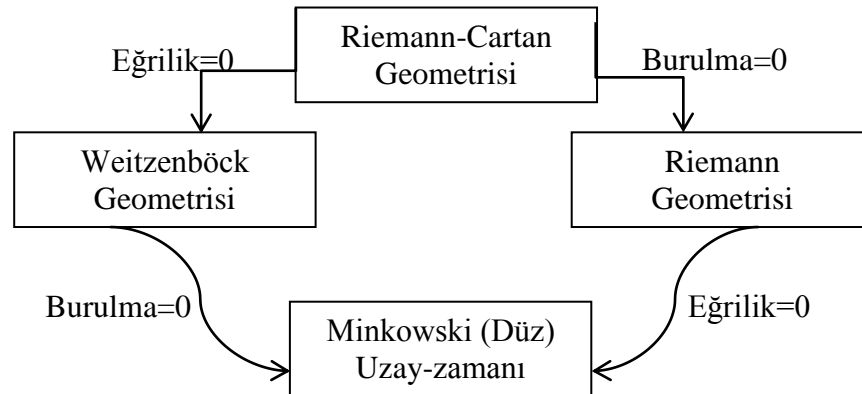 Riemann-Cartan
Geometrisi
Eğrilik=0
Burulma=0
Weitzenböck
Geometrisi
Riemann
Geometrisi
Burulma=0
Eğrilik=0
Minkowski (Düz)
Uzay-zamanı